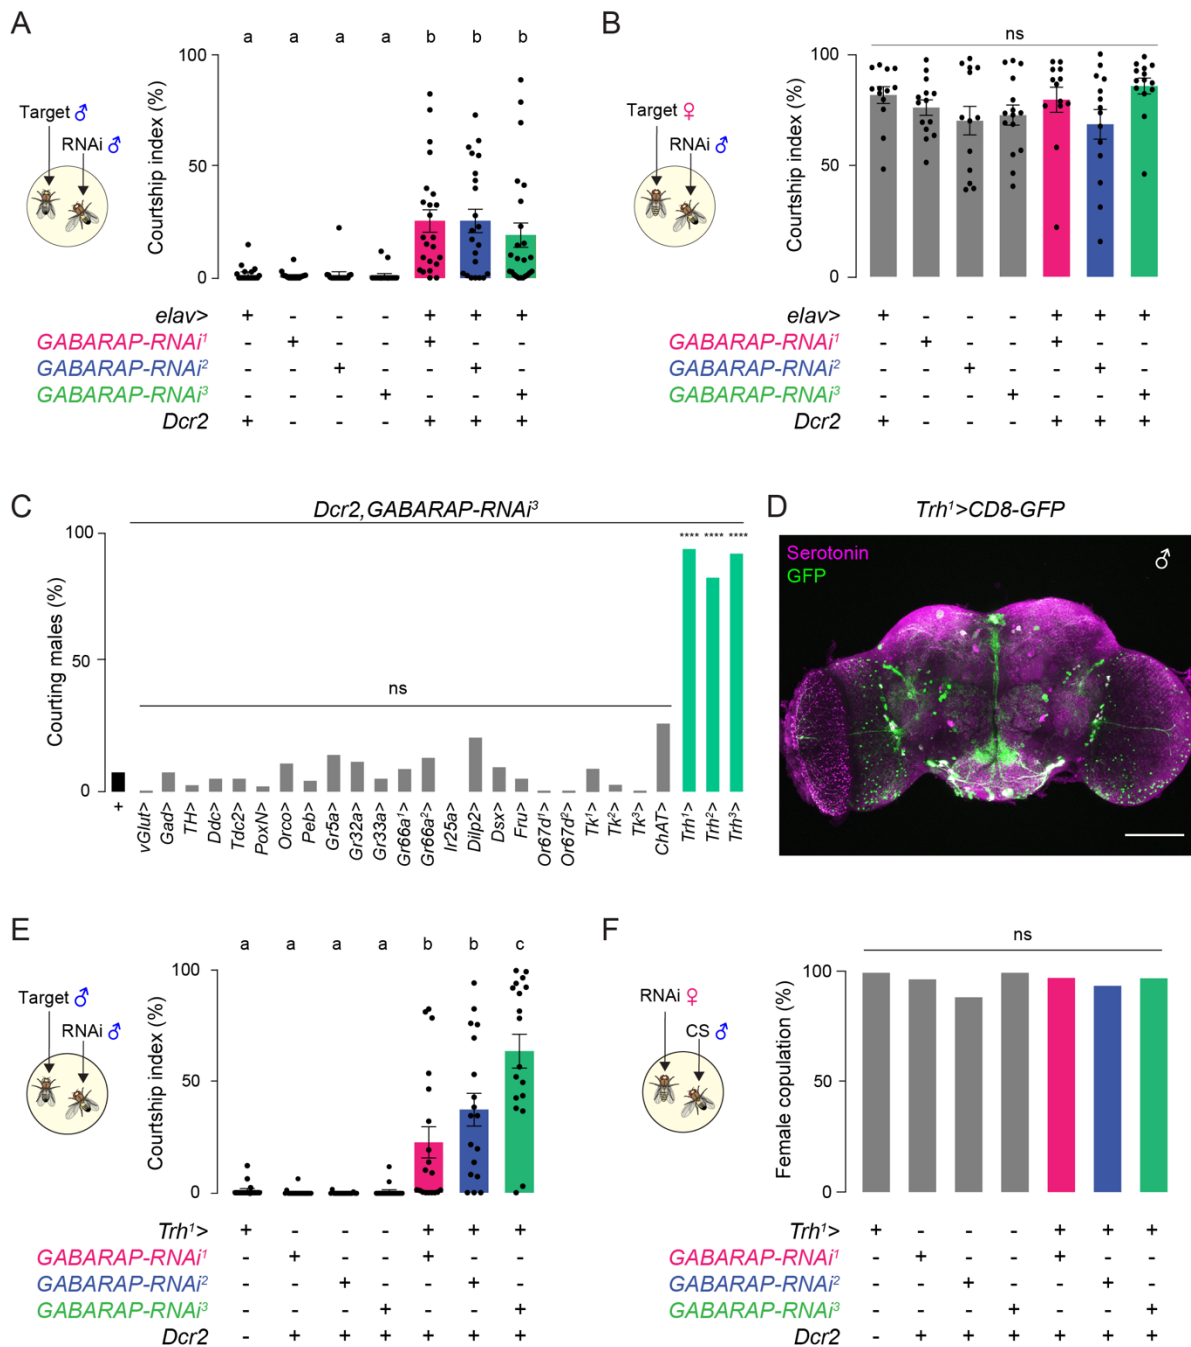 A
a a a a b b b
100
50
0
Courtship index (%)
Target ♂
RNAi ♂
elav> + - - - + + +
GABARAP-RNAi¹ - + - - + - -
GABARAP-RNAi² - - + - - + -
GABARAP-RNAi³ - - - + - - +
Dcr2 + - - - + + +
B
ns
100
50
0
Courtship index (%)
Target ♀
RNAi ♂
elav> + - - - + + +
GABARAP-RNAi¹ - + - - + - -
GABARAP-RNAi² - - + - - + -
GABARAP-RNAi³ - - - + - - +
Dcr2 + - - - + + +
C
Dcr2,GABARAP-RNAi³
100
50
0
Courting males (%)
ns
**** **** ****
+
vGlut>
Gad>
TH>
Ddc>
Tdc2>
PoxN>
Orco>
Peb>
Gr5a>
Gr32a>
Gr33a>
Gr66a¹>
Gr66a²>
Ir25a>
Dilp2>
Dsx>
Fru>
Or67d¹>
Or67d²>
Tk¹>
Tk²>
Tk³>
ChAT>
Trh¹>
Trh²>
Trh³>
D
Trh¹>CD8-GFP
Serotonin
GFP
♂
E
a a a a b b c
100
50
0
Courtship index (%)
Target ♂
RNAi ♂
Trh¹> + - - - + + +
GABARAP-RNAi¹ - + - - + - -
GABARAP-RNAi² - - + - - + -
GABARAP-RNAi³ - - - + - - +
Dcr2 - + + + + + +
F
ns
100
50
0
Female copulation (%)
RNAi ♀
CS ♂
Trh¹> + - - - + + +
GABARAP-RNAi¹ - + - - + - -
GABARAP-RNAi² - - + - - + -
GABARAP-RNAi³ - - - + - - +
Dcr2 - + + + + + +